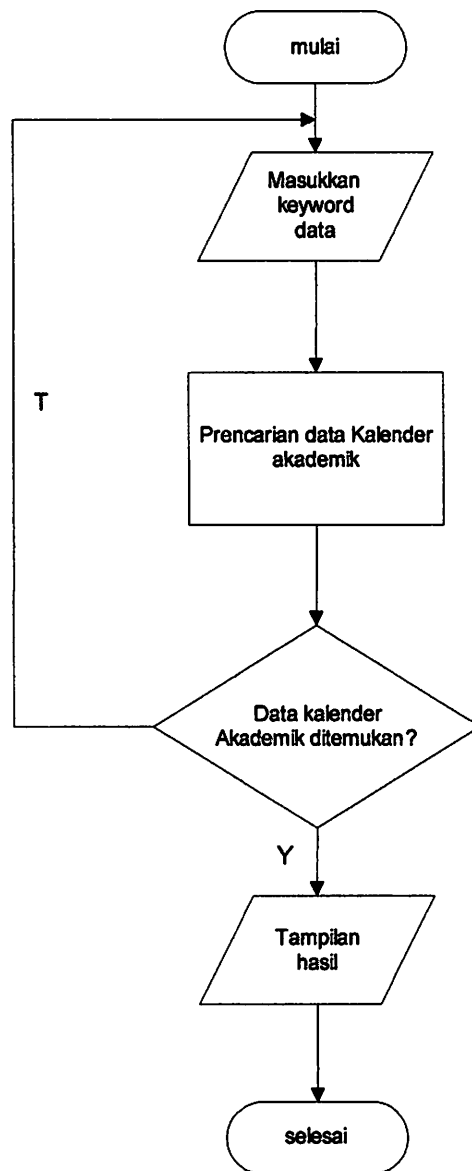 mulai
Masukkan
keyword
data
T
Prencarian data Kalender
akademik
Data kalender
Akademik ditemukan?
Y
Tampilan
hasil
selesai